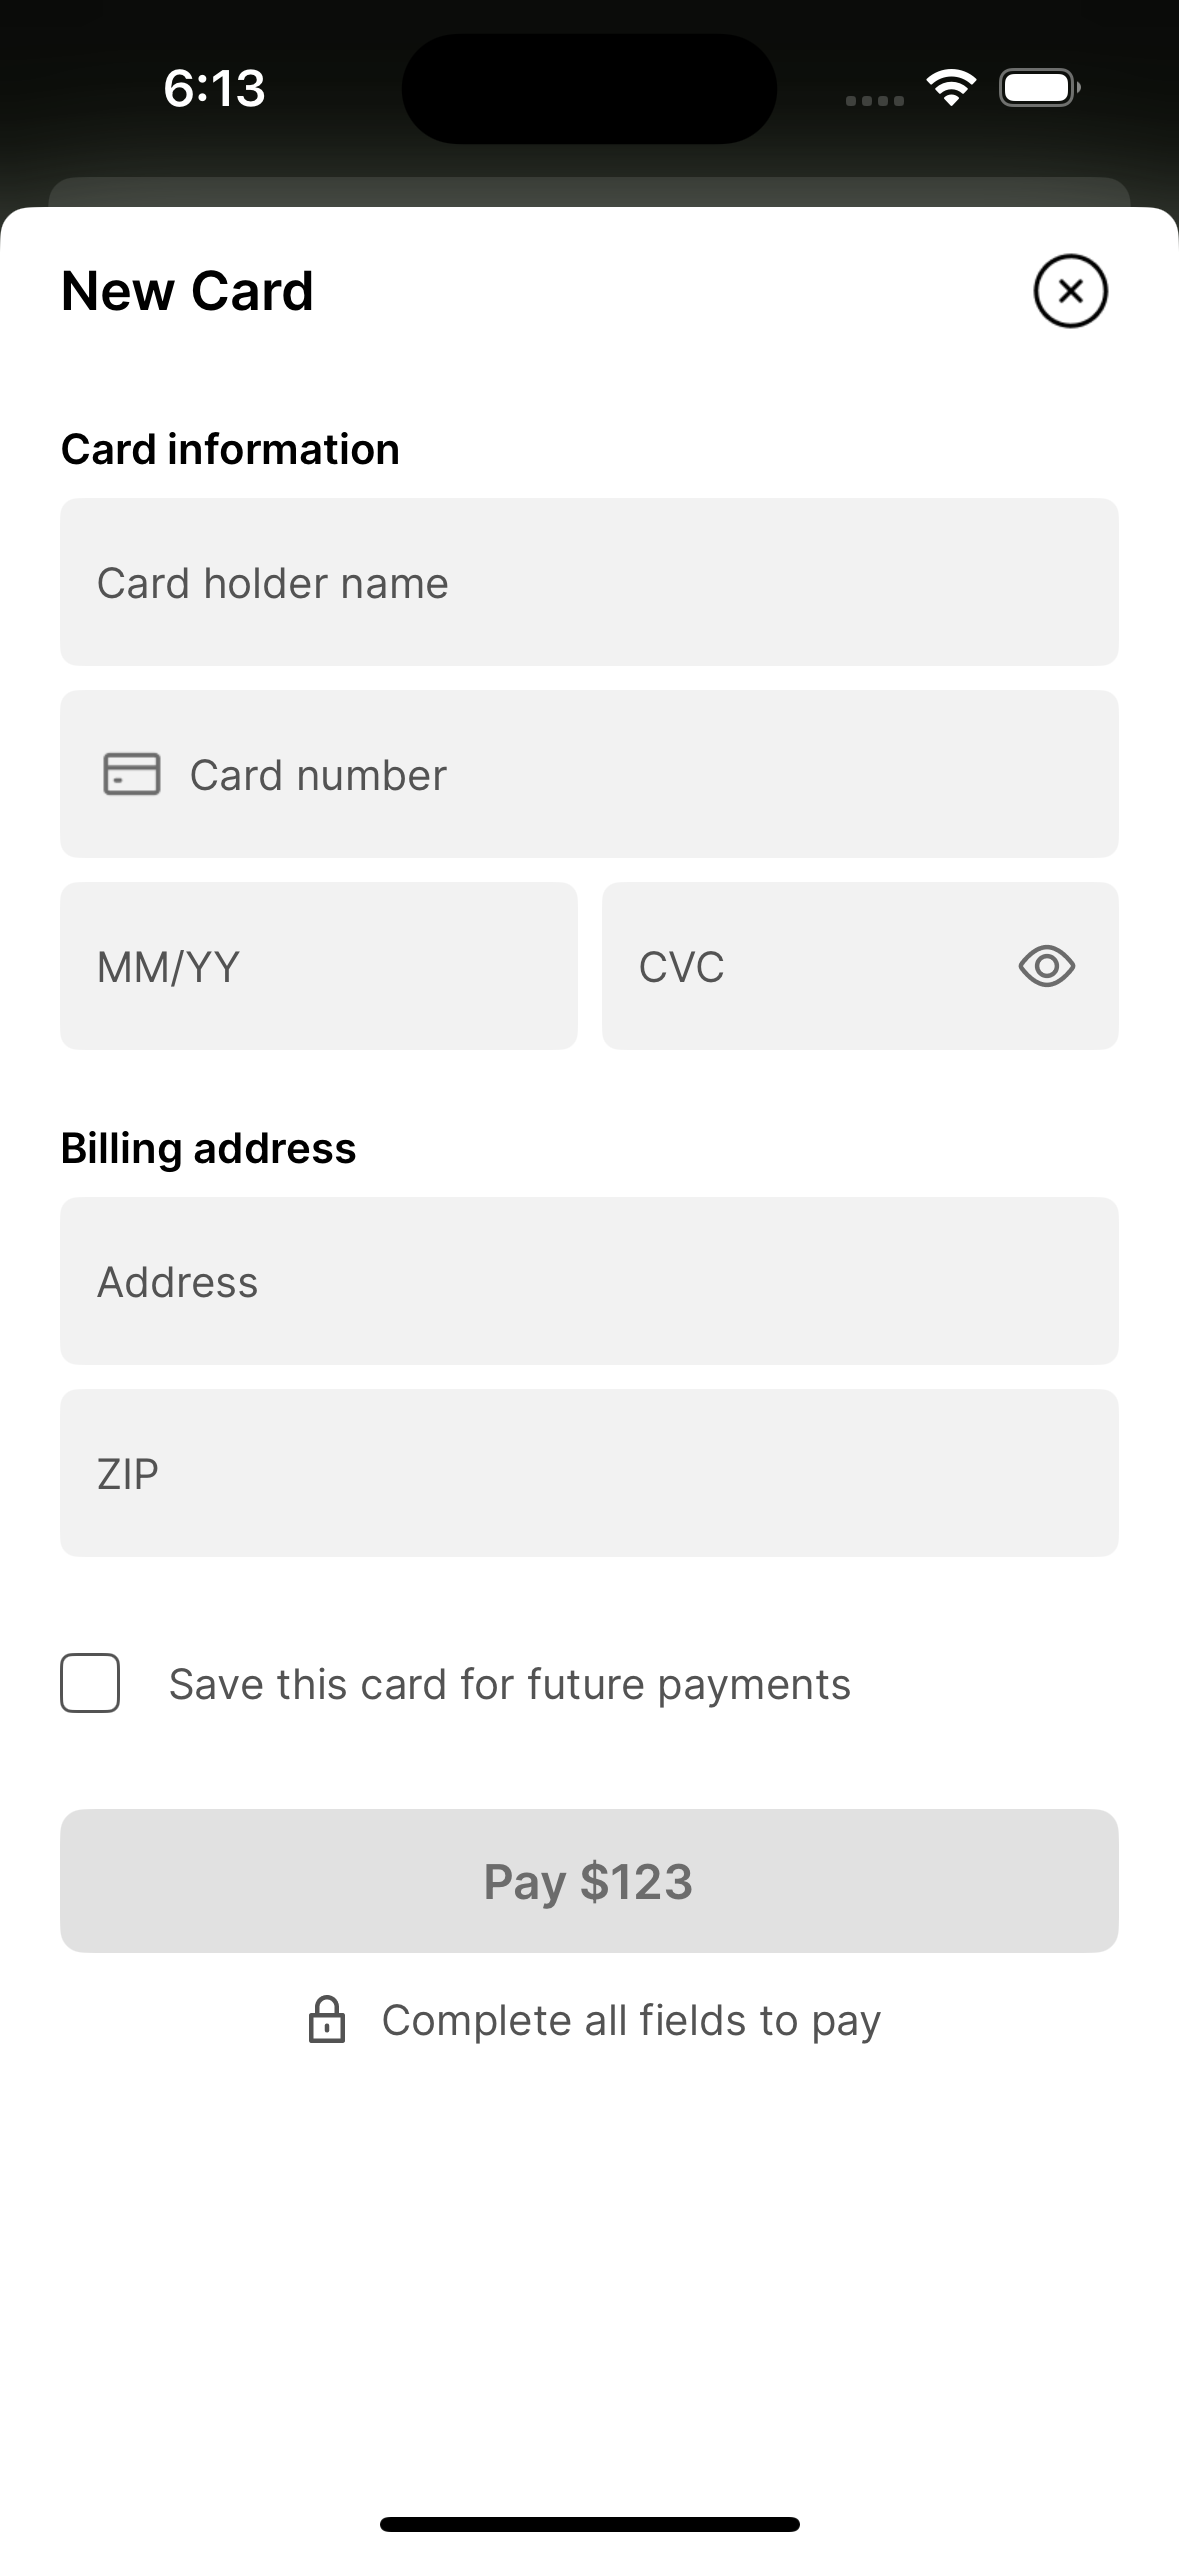 6:13
New Card
Card information
Card holder name
Card number
MM/YY
CVC
Billing address
Address
ZIP
Save this card for future payments
Pay $123
Complete all fields to pay